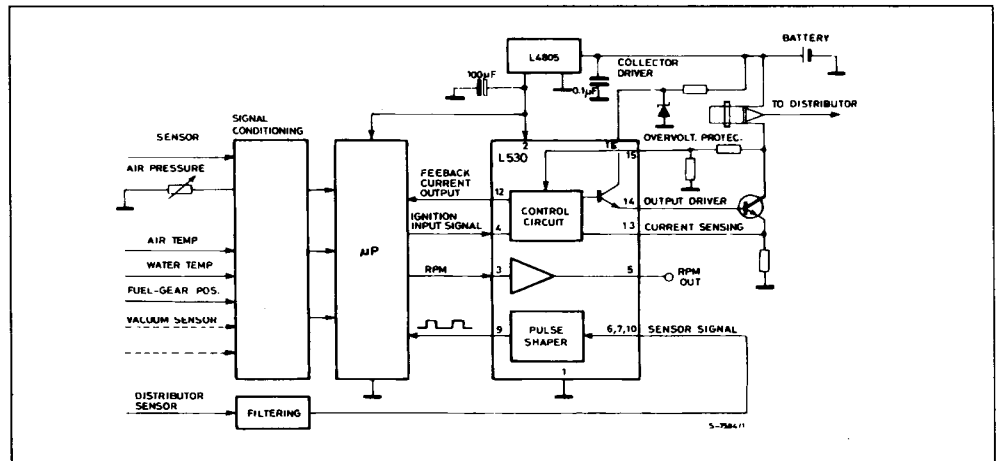 BATTERY
L4805
COLLECTOR
DRIVER
100µF
0.1µF
TO DISTRIBUTOR
SIGNAL
CONDITIONING
SENSOR
OVERVOLT. PROTEC.
2
16
15
L530
AIR PRESSURE
FEEBACK
CURRENT
OUTPUT
12
CONTROL
CIRCUIT
14
OUTPUT DRIVER
IGNITION
INPUT SIGNAL
4
13
CURRENT SENSING
µP
AIR TEMP
WATER TEMP
RPM
3
5
RPM
OUT
FUEL-GEAR POS.
VACUUM SENSOR
9
PULSE
SHAPER
6,7,10
SENSOR SIGNAL
1
DISTRIBUTOR
SENSOR
FILTERING
S-7584/1